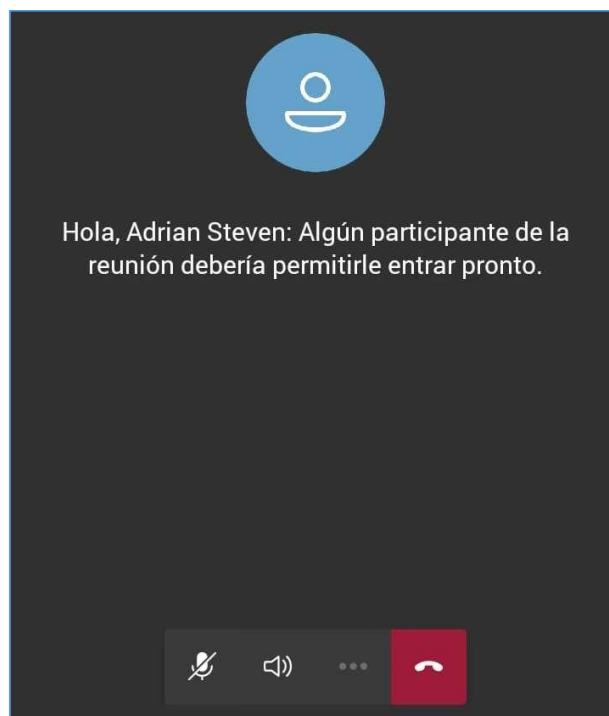 Hola, Adrian Steven: Algún participante de la
reunión debería permitirle entrar pronto.